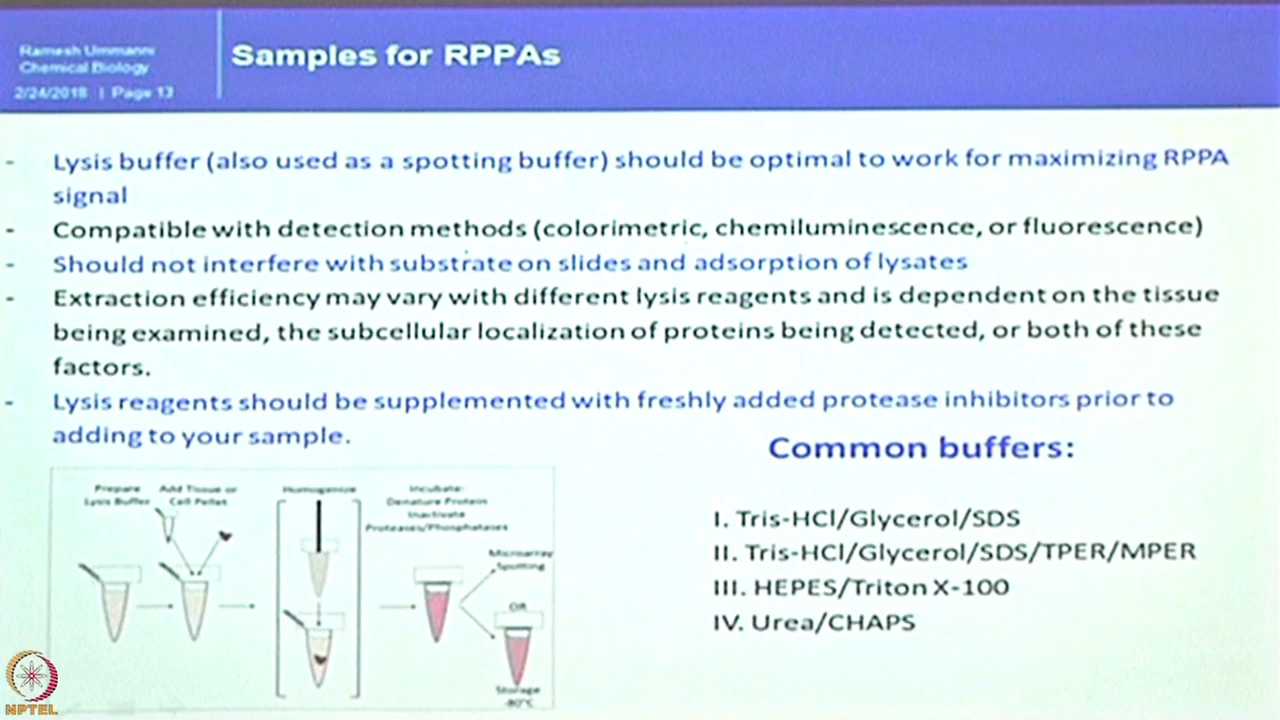 Ramesh Ummanni
Chemical Biology
2/24/2018 | Page 13
Samples for RPPAs
- Lysis buffer (also used as a spotting buffer) should be optimal to work for maximizing RPPA
signal
- Compatible with detection methods (colorimetric, chemiluminescence, or fluorescence)
- Should not interfere with substrate on slides and adsorption of lysates
- Extraction efficiency may vary with different lysis reagents and is dependent on the tissue
being examined, the subcellular localization of proteins being detected, or both of these
factors.
- Lysis reagents should be supplemented with freshly added protease inhibitors prior to
adding to your sample.
Prepare
Lysis Buffer
Add Tissue or
Cell Pellet
Homogenize
Incubate:
Denature Protein
Inactivate
Proteases/Phosphatases
Microarray
Spotting
OR
Storage
-80°C
Common buffers:
I. Tris-HCl/Glycerol/SDS
II. Tris-HCl/Glycerol/SDS/TPER/MPER
III. HEPES/Triton X-100
IV. Urea/CHAPS
NPTEL